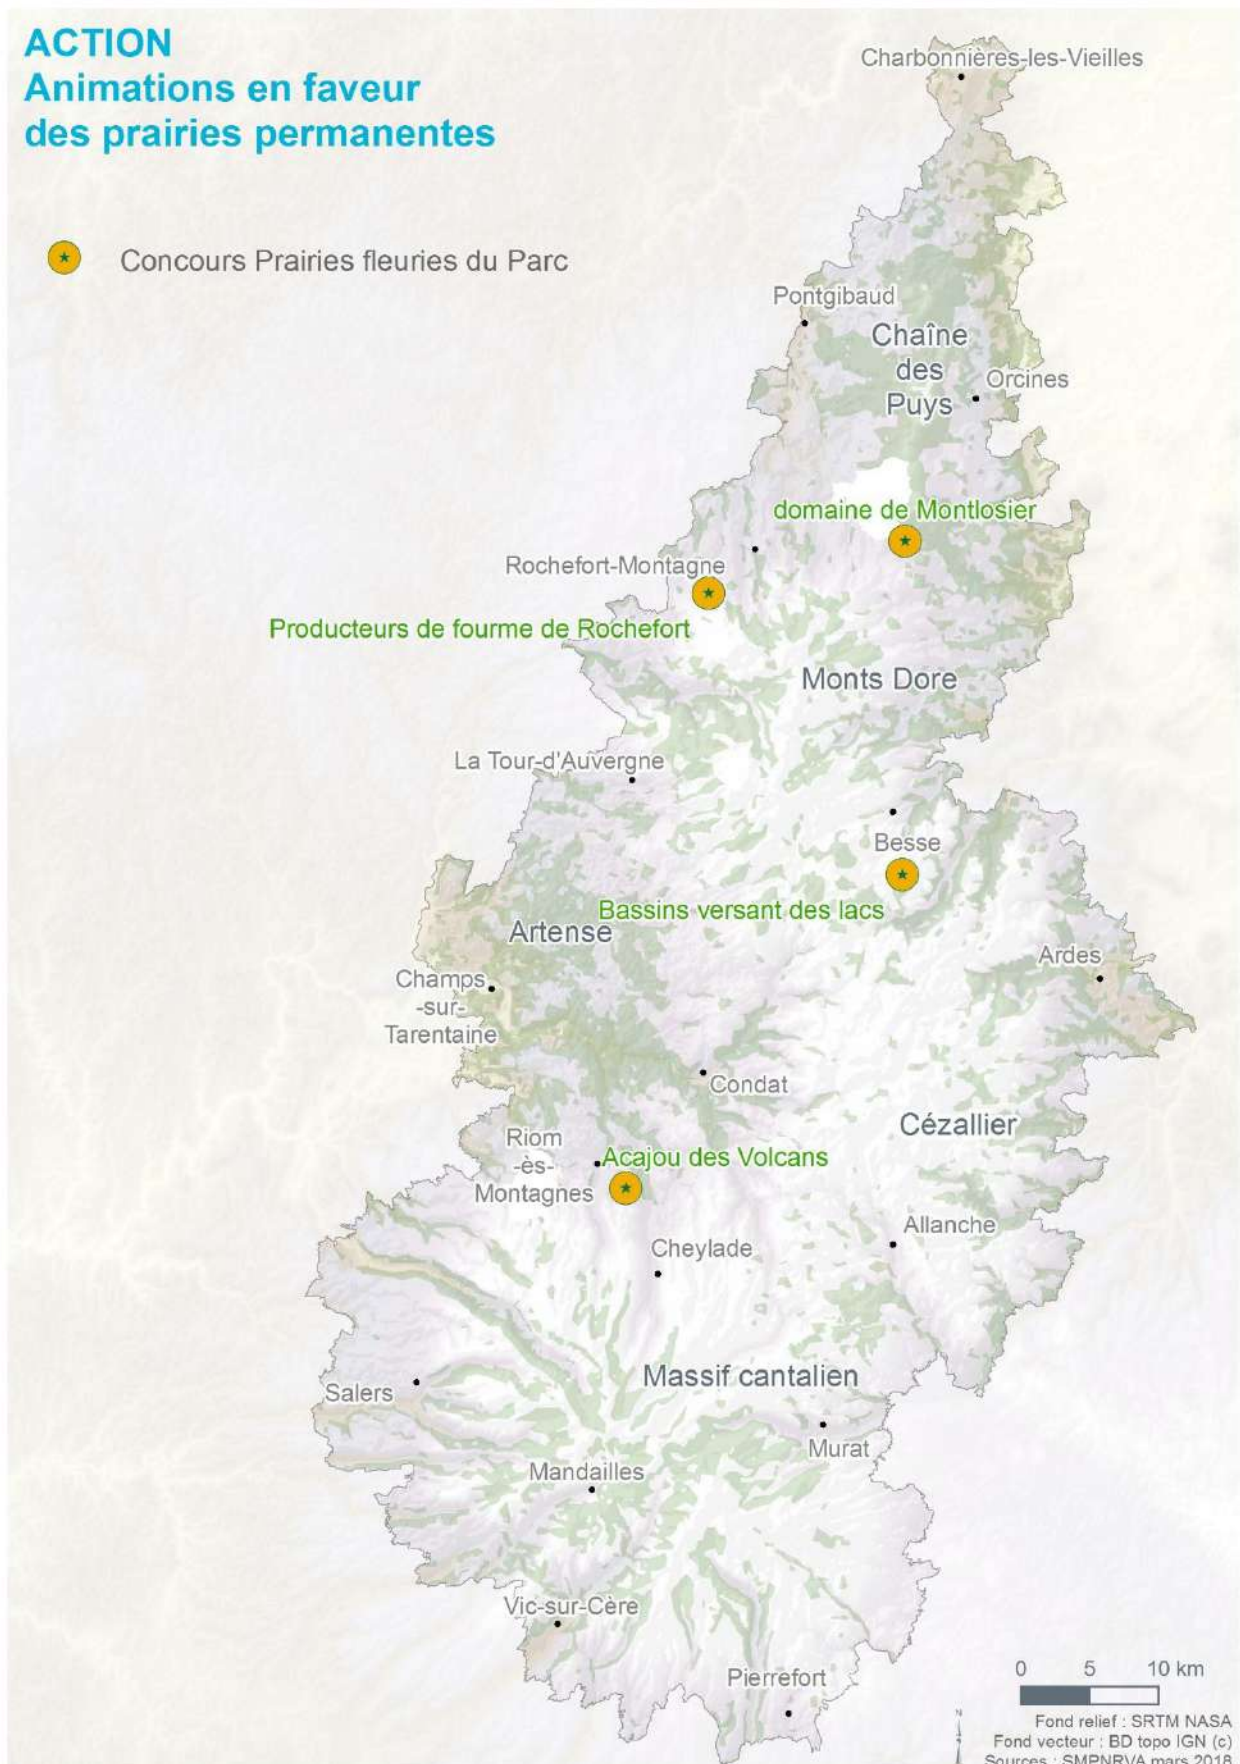 ACTION
Animations en faveur
des prairies permanentes
Concours Prairies fleuries du Parc
Charbonnières-les-Vieilles
Pontgibaud
Chaîne
des
Puys
Orcines
domaine de Montlosier
Rochefort-Montagne
Producteurs de fourme de Rochefort
Monts Dore
La Tour-d'Auvergne
Besse
Bassins versant des lacs
Artense
Ardes
Champs
-sur-
Tarentaine
Condat
Cézallier
Riom
-ès-
Montagnes
Acajou des Volcans
Allanche
Cheylade
Massif cantalien
Salers
Murat
Mandailles
Vic-sur-Cère
Pierrefort
0 5 10 km
N
Fond relief : SRTM NASA
Fond vecteur : BD topo IGN (c)
Sources : SMPNRVA mars 2018